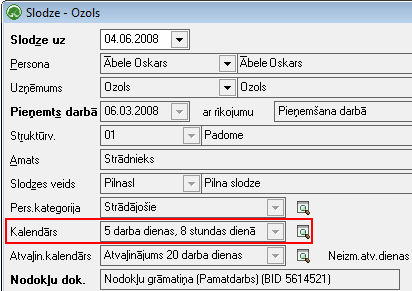 Slodze - Ozols
Slodze uz 04.06.2008
Persona Ābele Oskars Ābele Oskars
Uzņēmums Ozols Ozols
Pieņemts darbā 06.03.2008 ar rīkojumu Pieņemšana darbā
Struktūrv. 01 Padome
Amats Strādnieks
Slodzes veids Pilnasl Pilna slodze
Pers.kategorija Strādājošie
Kalendārs 5 darba dienas, 8 stundas dienā
Atvaļin.kalendārs Atvaļinājums 20 darba dienas Neizm.atv.dienas
Nodokļu dok. Nodokļu grāmatiņa (Pamatdarbs) (BID 5614521)